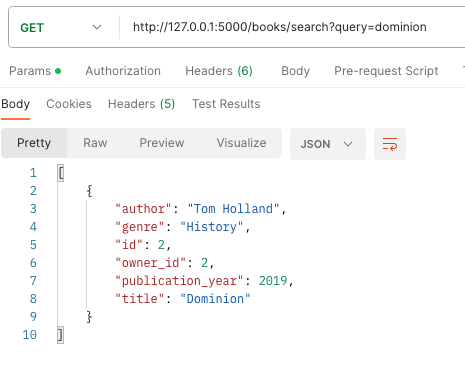 GET http://127.0.0.1:5000/books/search?query=dominion
Params Authorization Headers (6) Body Pre-request Script
Body Cookies Headers (5) Test Results
Pretty Raw Preview Visualize JSON
1 [
2 {
3 "author": "Tom Holland",
4 "genre": "History",
5 "id": 2,
6 "owner_id": 2,
7 "publication_year": 2019,
8 "title": "Dominion"
9 }
10 ]